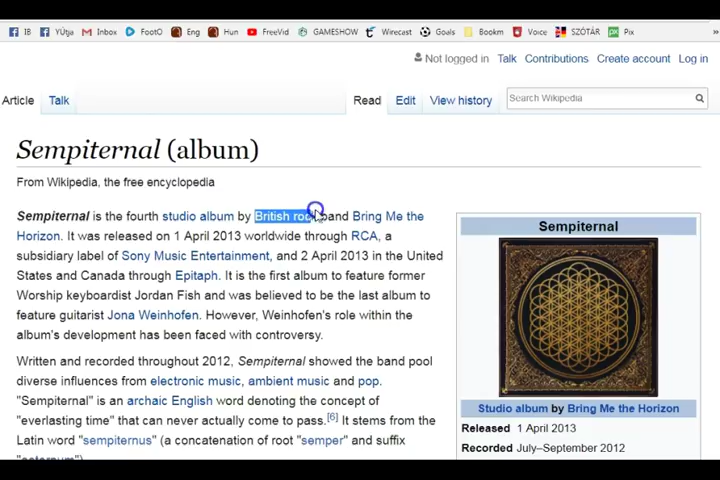 IB YÚtja Inbox FootO Eng Hun FreeVid GAMESHOW Wirecast Goals Bookm Voice SZÓTÁR Pix
Not logged in Talk Contributions Create account Log in
Article Talk Read Edit View history Search Wikipedia
Sempiternal (album)
From Wikipedia, the free encyclopedia
Sempiternal is the fourth studio album by British rock band Bring Me the
Horizon. It was released on 1 April 2013 worldwide through RCA, a
subsidiary label of Sony Music Entertainment, and 2 April 2013 in the United
States and Canada through Epitaph. It is the first album to feature former
Worship keyboardist Jordan Fish and was believed to be the last album to
feature guitarist Jona Weinhofen. However, Weinhofen's role within the
album's development has been faced with controversy.
Written and recorded throughout 2012, Sempiternal showed the band pool
diverse influences from electronic music, ambient music and pop.
"Sempiternal" is an archaic English word denoting the concept of
"everlasting time" that can never actually come to pass.[6] It stems from the
Latin word "sempiternus" (a concatenation of root "semper" and suffix
Sempiternal
Studio album by Bring Me the Horizon
Released 1 April 2013
Recorded July–September 2012